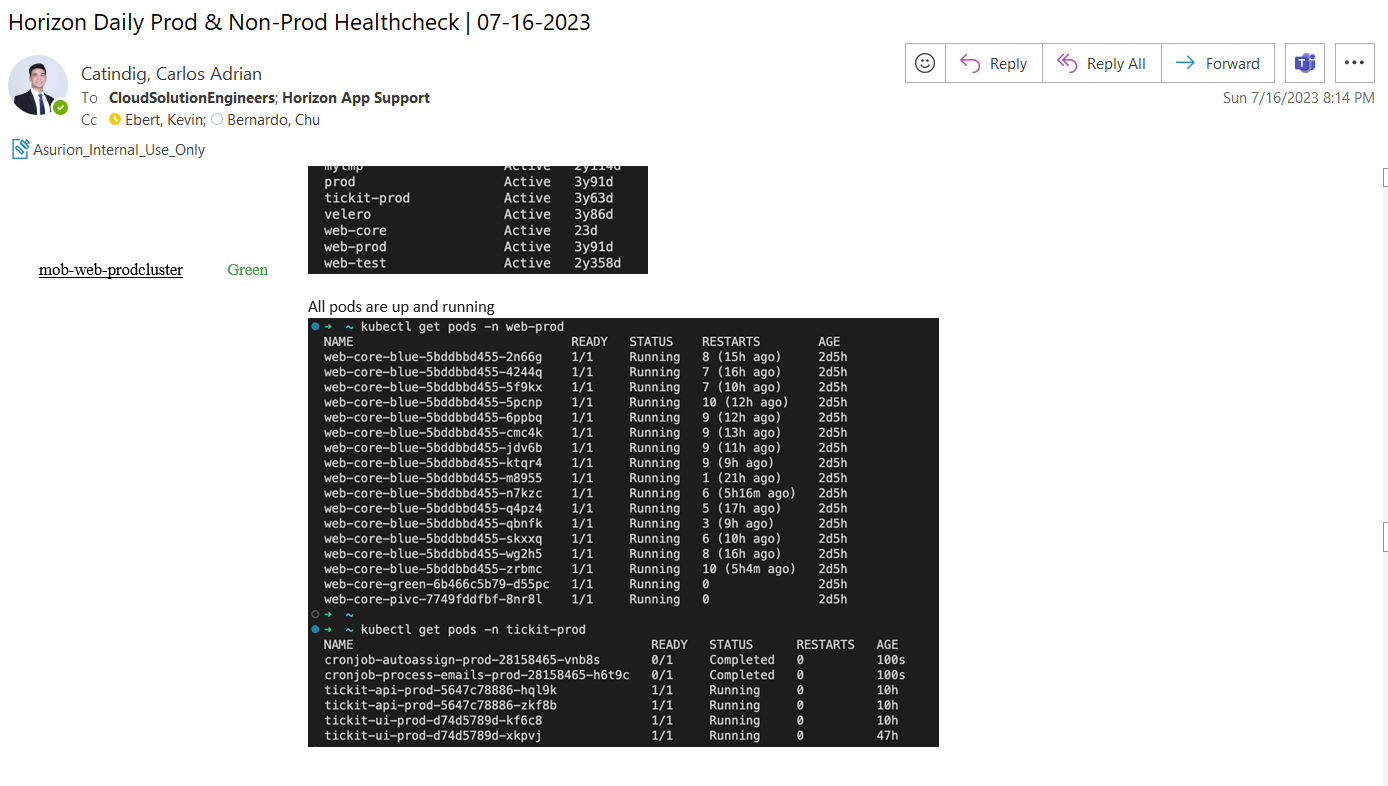 Horizon Daily Prod & Non-Prod Healthcheck | 07-16-2023
Catindig, Carlos Adrian
To CloudSolutionEngineers; Horizon App Support
Cc Ebert, Kevin; Bernardo, Chu
Reply Reply All Forward
Sun 7/16/2023 8:14 PM
Asurion_Internal_Use_Only
prod Active 3y91d
tickit-prod Active 3y63d
velero Active 3y86d
web-core Active 23d
web-prod Active 3y91d
web-test Active 2y358d
mob-web-prodcluster Green
All pods are up and running
~ kubectl get pods -n web-prod
NAME READY STATUS RESTARTS AGE
web-core-blue-5bddbbd455-2n66g 1/1 Running 8 (15h ago) 2d5h
web-core-blue-5bddbbd455-4244q 1/1 Running 7 (16h ago) 2d5h
web-core-blue-5bddbbd455-5f9kx 1/1 Running 7 (10h ago) 2d5h
web-core-blue-5bddbbd455-5pcnp 1/1 Running 10 (12h ago) 2d5h
web-core-blue-5bddbbd455-6ppbq 1/1 Running 9 (12h ago) 2d5h
web-core-blue-5bddbbd455-cmc4k 1/1 Running 9 (13h ago) 2d5h
web-core-blue-5bddbbd455-jdv6b 1/1 Running 9 (11h ago) 2d5h
web-core-blue-5bddbbd455-ktqr4 1/1 Running 9 (9h ago) 2d5h
web-core-blue-5bddbbd455-m8955 1/1 Running 1 (21h ago) 2d5h
web-core-blue-5bddbbd455-n7kzc 1/1 Running 6 (5h16m ago) 2d5h
web-core-blue-5bddbbd455-q4pz4 1/1 Running 5 (17h ago) 2d5h
web-core-blue-5bddbbd455-qbnfk 1/1 Running 3 (9h ago) 2d5h
web-core-blue-5bddbbd455-skxxq 1/1 Running 6 (10h ago) 2d5h
web-core-blue-5bddbbd455-wg2h5 1/1 Running 8 (16h ago) 2d5h
web-core-blue-5bddbbd455-zrbmc 1/1 Running 10 (5h4m ago) 2d5h
web-core-green-6b466c5b79-d55pc 1/1 Running 0 2d5h
web-core-pivc-7749fddfbf-8nr8l 1/1 Running 0 2d5h
~
~ kubectl get pods -n tickit-prod
NAME READY STATUS RESTARTS AGE
cronjob-autoassign-prod-28158465-vnb8s 0/1 Completed 0 100s
cronjob-process-emails-prod-28158465-h6t9c 0/1 Completed 0 100s
tickit-api-prod-5647c78886-hql9k 1/1 Running 0 10h
tickit-api-prod-5647c78886-zkf8b 1/1 Running 0 10h
tickit-ui-prod-d74d5789d-kf6c8 1/1 Running 0 10h
tickit-ui-prod-d74d5789d-xkpvj 1/1 Running 0 47h